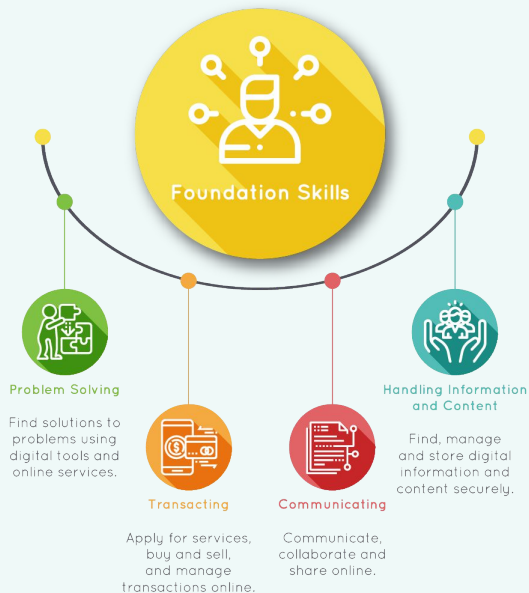 Foundation Skills
Problem Solving
Find solutions to
problems using
digital tools and
online services.
Transacting
Apply for services,
buy and sell,
and manage
transactions online.
Communicating
Communicate,
collaborate and
share online.
Handling Information
and Content
Find, manage
and store digital
information and
content securely.